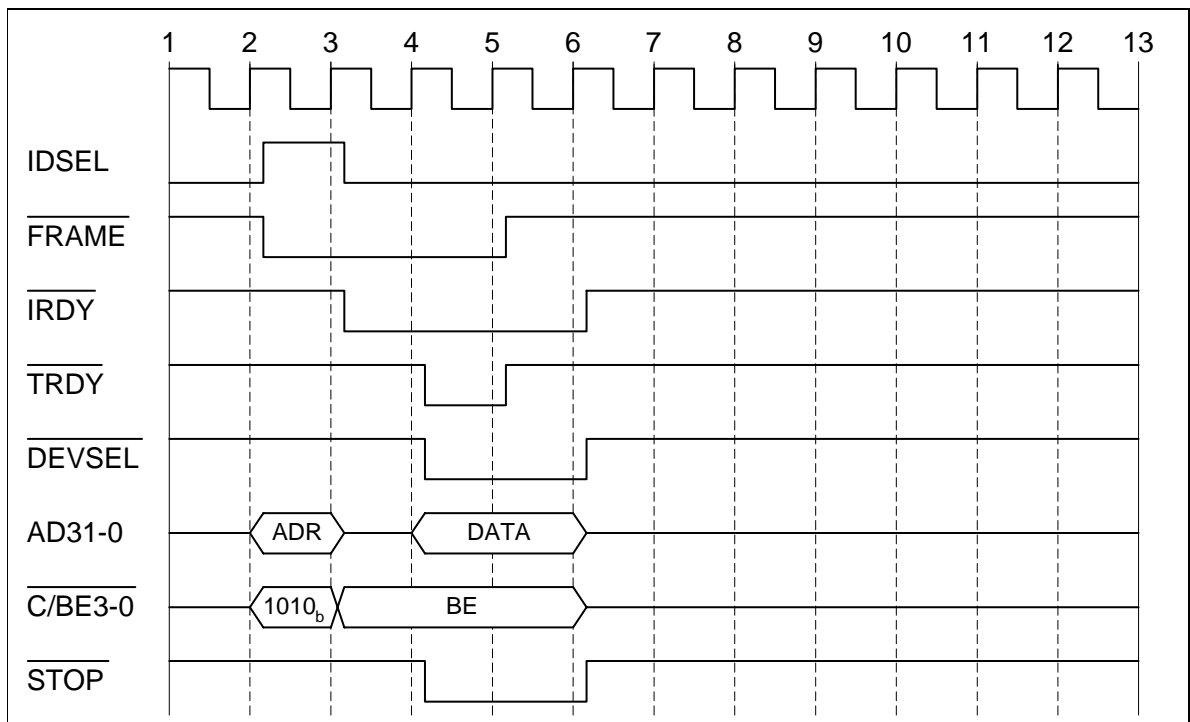 1 2 3 4 5 6 7 8 9 10 11 12 13
IDSEL
FRAME
IRDY
TRDY
DEVSEL
AD31-0 ADR DATA
C/BE3-0 1010b BE
STOP